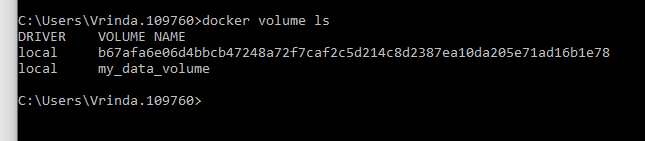 C:\Users\Vrinda.109760>docker volume ls
DRIVER    VOLUME NAME
local     b67afa6e06d4bbcb47248a72f7caf2c5d214c8d2387ea10da205e71ad16b1e78
local     my_data_volume
C:\Users\Vrinda.109760>